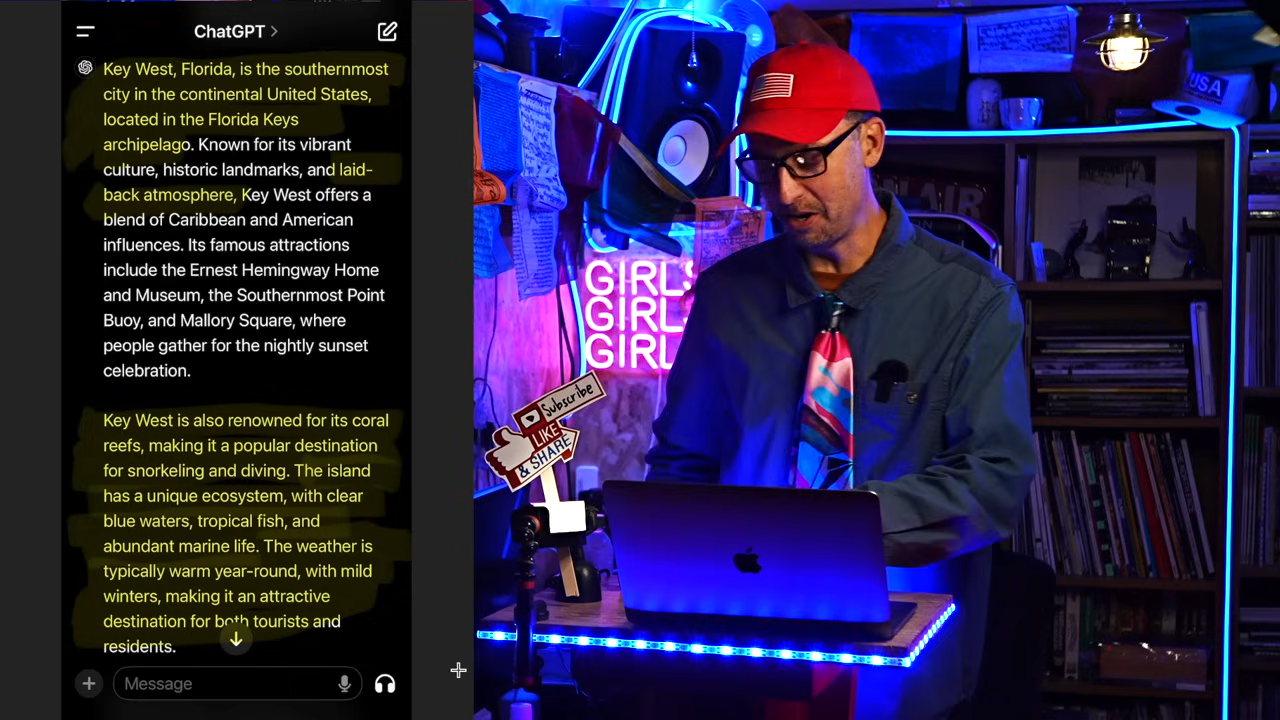 ChatGPT
Key West, Florida, is the southernmost
city in the continental United States,
located in the Florida Keys
archipelago. Known for its vibrant
culture, historic landmarks, and laid-
back atmosphere, Key West offers a
blend of Caribbean and American
influences. Its famous attractions
include the Ernest Hemingway Home
and Museum, the Southernmost Point
Buoy, and Mallory Square, where
people gather for the nightly sunset
celebration.
Key West is also renowned for its coral
reefs, making it a popular destination
for snorkeling and diving. The island
has a unique ecosystem, with clear
blue waters, tropical fish, and
abundant marine life. The weather is
typically warm year-round, with mild
winters, making it an attractive
destination for both tourists and
residents.
Message
USA
GIRLS
GIRL
GIRL
Subscribe
LIKE
& SHARE